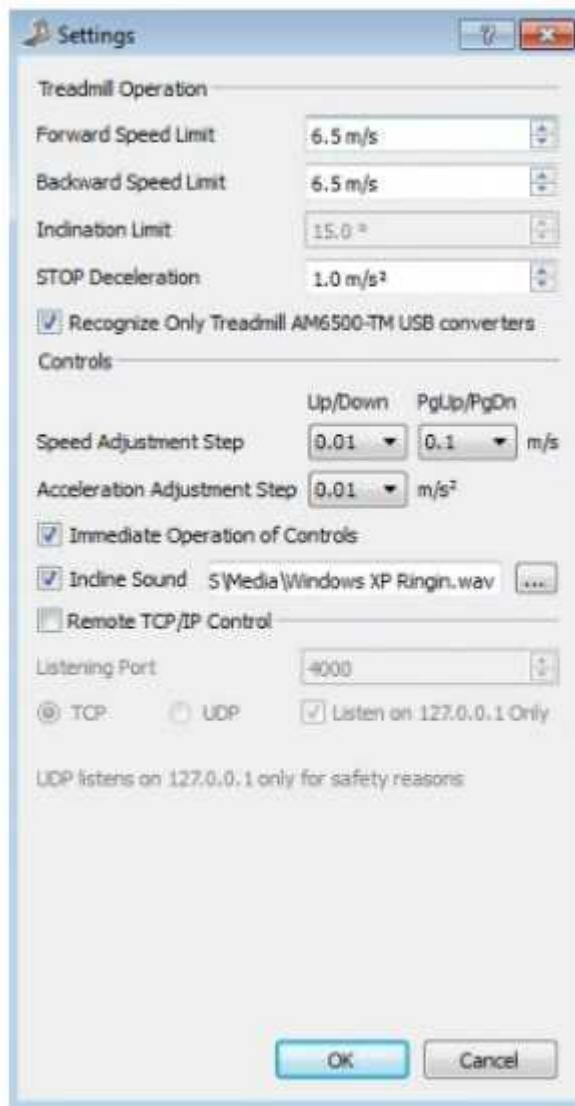 Settings
Treadmill Operation
Forward Speed Limit 6.5 m/s
Backward Speed Limit 6.5 m/s
Inclination Limit 15.0 º
STOP Deceleration 1.0 m/s²
Recognize Only Treadmill AM6500-TM USB converters
Controls
Up/Down PgUp/PgDn
Speed Adjustment Step 0.01 0.1 m/s
Acceleration Adjustment Step 0.01 m/s²
Immediate Operation of Controls
Incline Sound S\Media\Windows XP Ringin.wav ...
Remote TCP/IP Control
Listening Port 4000
TCP UDP Listen on 127.0.0.1 Only
UDP listens on 127.0.0.1 only for safety reasons
OK Cancel